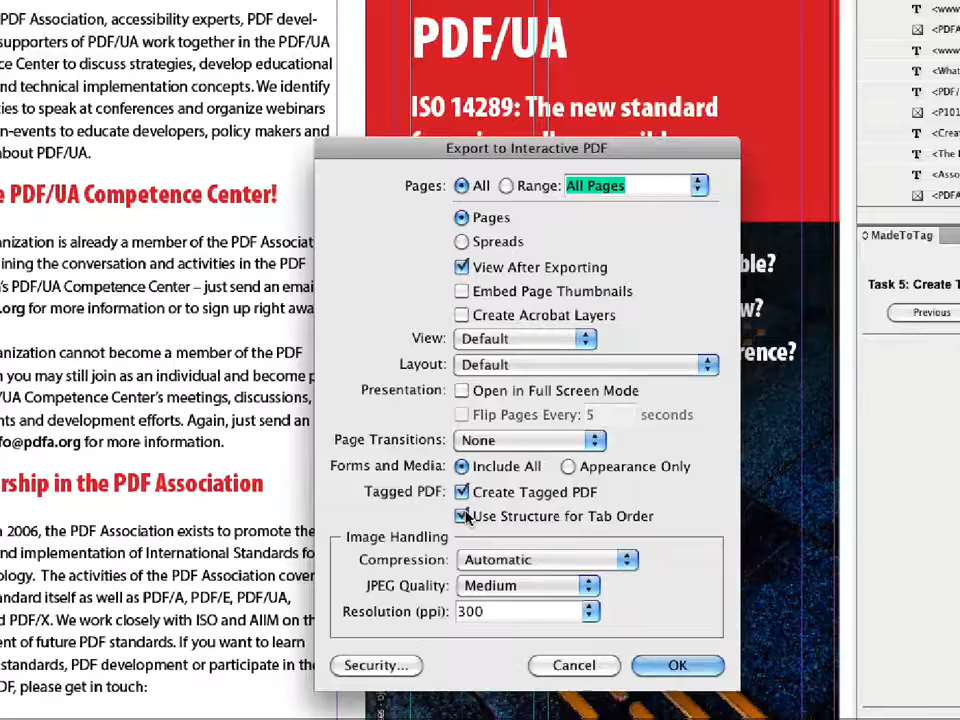 PDF Association, accessibility experts, PDF devel-
supporters of PDF/UA work together in the PDF/UA
ce Center to discuss strategies, develop educational
nd technical implementation concepts. We identify
ties to speak at conferences and organize webinars
n-events to educate developers, policy makers and
about PDF/UA.
e PDF/UA Competence Center!
anization is already a member of the PDF Associat
ining the conversation and activities in the PDF
n's PDF/UA Competence Center – just send an emai
.org for more information or to sign up right awa
anization cannot become a member of the PDF
n you may still join as an individual and become p
/UA Competence Center's meetings, discussions,
nts and development efforts. Again, just send an
fo@pdfa.org for more information.
rship in the PDF Association
n 2006, the PDF Association exists to promote the
nd implementation of International Standards fo
ology. The activities of the PDF Association cover
andard itself as well as PDF/A, PDF/E, PDF/UA,
d PDF/X. We work closely with ISO and AIIM on th
ent of future PDF standards. If you want to learn
standards, PDF development or participate in the
DF, please get in touch:
PDF/UA
ISO 14289: The new standard
Export to Interactive PDF
Pages: All Range: All Pages
Pages
Spreads
View After Exporting
Embed Page Thumbnails
Create Acrobat Layers
View: Default
Layout: Default
Presentation: Open in Full Screen Mode
Flip Pages Every: 5 seconds
Page Transitions: None
Forms and Media: Include All Appearance Only
Tagged PDF: Create Tagged PDF
Use Structure for Tab Order
Image Handling
Compression: Automatic
JPEG Quality: Medium
Resolution (ppi): 300
Security... Cancel OK
ble?
w?
ence?
T <www
<PDFA
T <www
T <What
T <PDF/
<P101
T <Crea
T <The
T <Asso
<PDFA
MadeToTag
Task 5: Create T
Previous